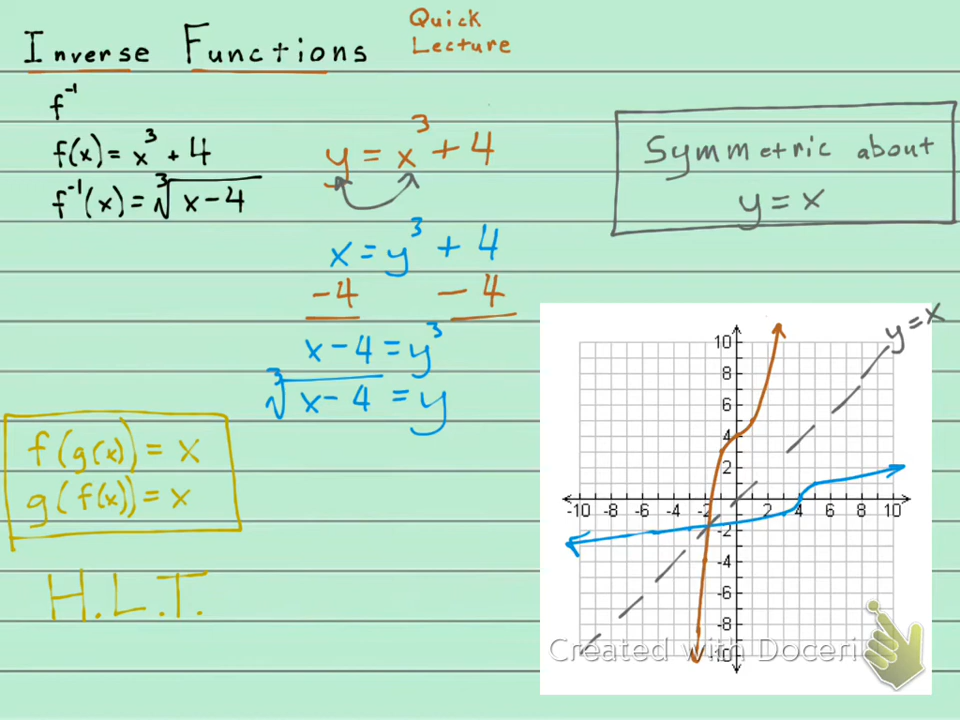 Inverse Functions
Quick
Lecture
f⁻¹
f(x) = x³ + 4
f⁻¹(x) = ∛(x-4)
y = x³ + 4
x = y³ + 4
-4 - 4
x-4 = y³
∛(x-4) = y
Symmetric about
y = x
f(g(x)) = x
g(f(x)) = x
H.L.T.
y=x
10
8
6
4
2
-10 -8 -6 -4 -2 2 4 6 8 10
-2
-4
-6
-8
-10
Created with Doceri